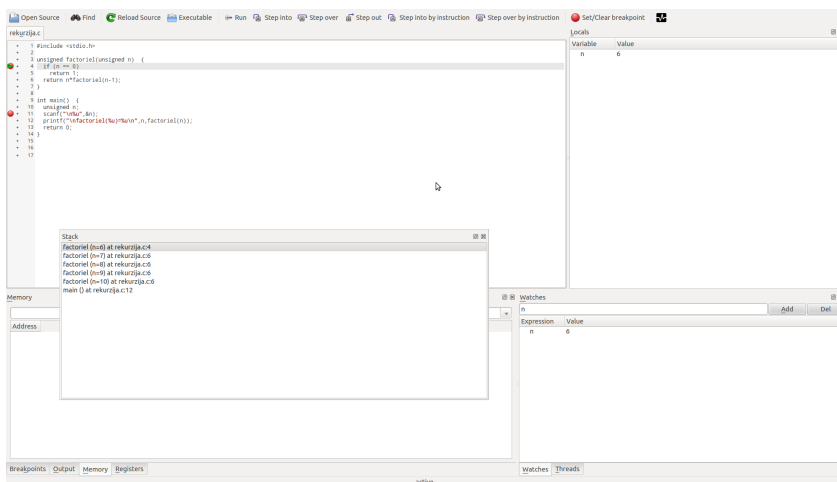 Open Source Find Reload Source Executable Run Step into Step over Step out Step into by instruction Step over by instruction Set/Clear breakpoint
rekurzija.c
1 #include <stdio.h>
2
3 unsigned factoriel(unsigned n) {
4 if (n == 0)
5 return 1;
6 return n*factoriel(n-1);
7 }
8
9 int main() {
10 unsigned n;
11 scanf("\n%u",&n);
12 printf("\nfactoriel(%u)=%u\n",n,factoriel(n));
13 return 0;
14 }
15
16
17
Locals
Variable Value
n 6
Stack
factoriel (n=6) at rekurzija.c:4
factoriel (n=7) at rekurzija.c:6
factoriel (n=8) at rekurzija.c:6
factoriel (n=9) at rekurzija.c:6
factoriel (n=10) at rekurzija.c:6
main () at rekurzija.c:12
Memory
Address
Watches
n Add Del
Expression Value
n 6
Breakpoints Output Memory Registers
Watches Threads
active